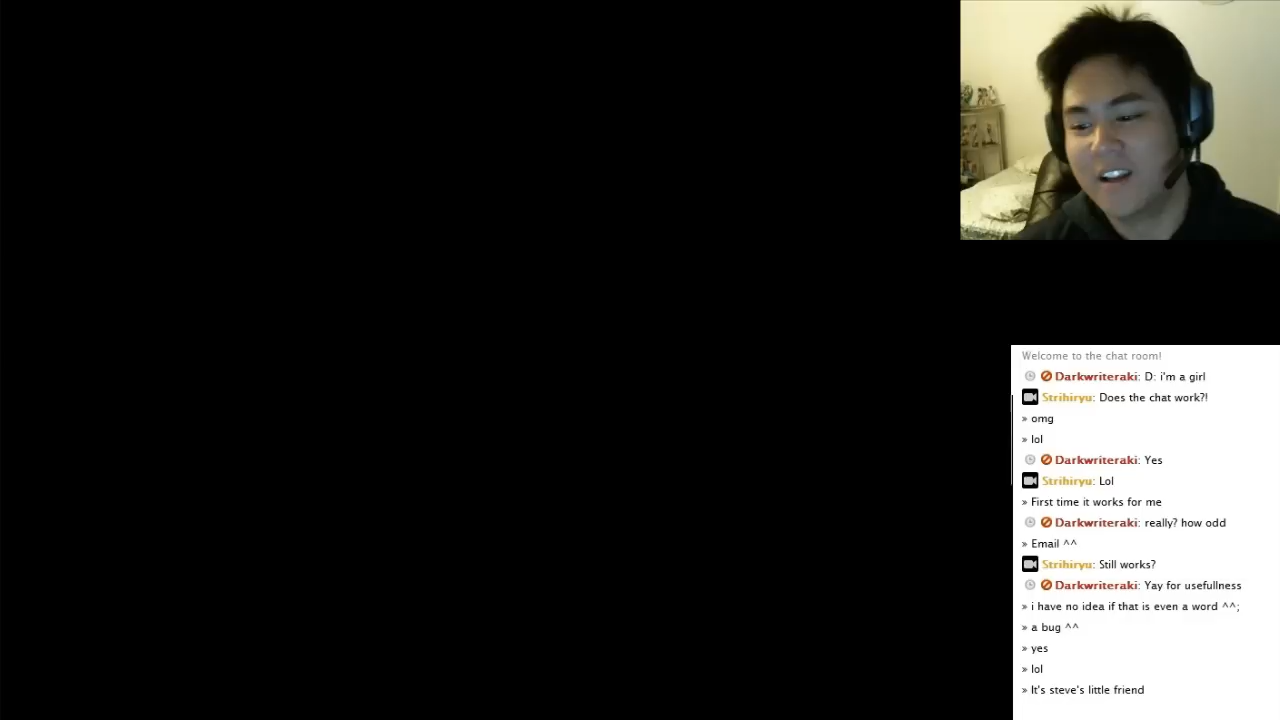 Welcome to the chat room!
Darkwriteraki: D: i'm a girl
Strihiryu: Does the chat work?!
» omg
» lol
Darkwriteraki: Yes
Strihiryu: Lol
» First time it works for me
Darkwriteraki: really? how odd
» Email ^^
Strihiryu: Still works?
Darkwriteraki: Yay for usefullness
» i have no idea if that is even a word ^^;
» a bug ^^
» yes
» lol
» It's steve's little friend